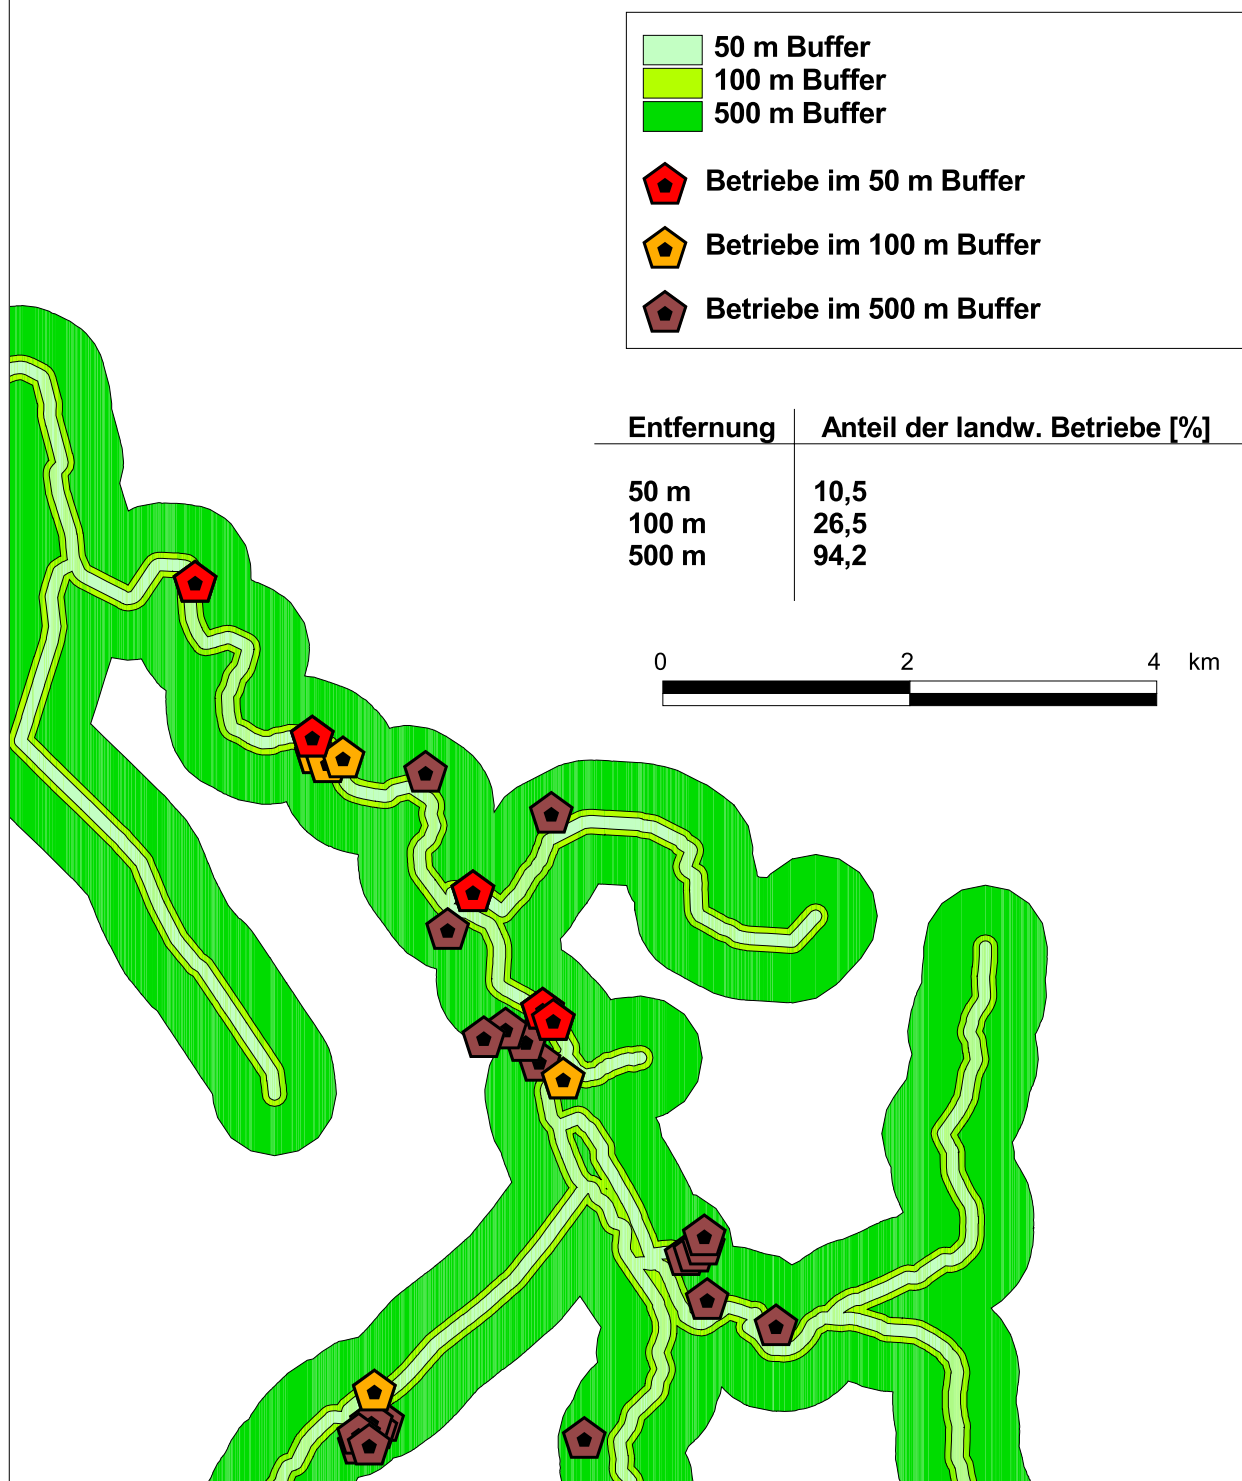 50 m Buffer
100 m Buffer
500 m Buffer
Betriebe im 50 m Buffer
Betriebe im 100 m Buffer
Betriebe im 500 m Buffer
Entfernung Anteil der landw. Betriebe [%]
50 m 10,5
100 m 26,5
500 m 94,2
0 2 4 km